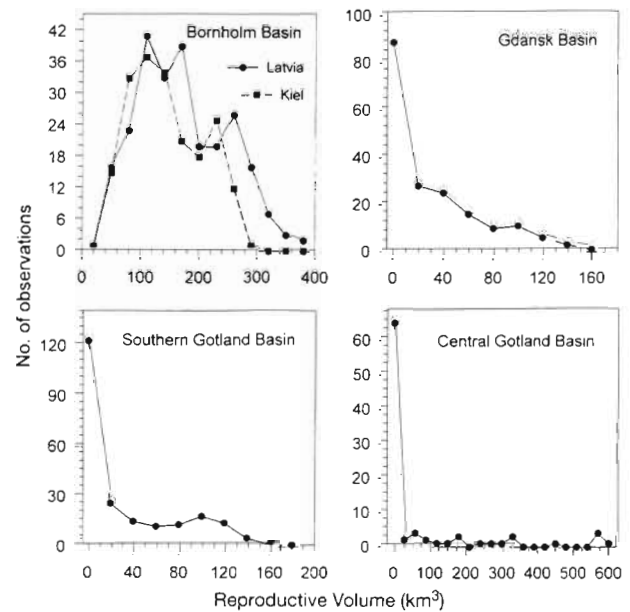 No. of observations
Bornholm Basin
Latvia
Kiel
42
36
30
24
18
12
6
0
0 100 200 300 400
Gdansk Basin
100
80
60
40
20
0
0 40 80 120 160
Southern Gotland Basin
120
90
60
30
0
0 40 80 120 160 200
Central Gotland Basin
60
50
40
30
20
10
0
0 100 200 300 400 500 600
Reproductive Volume (km³)